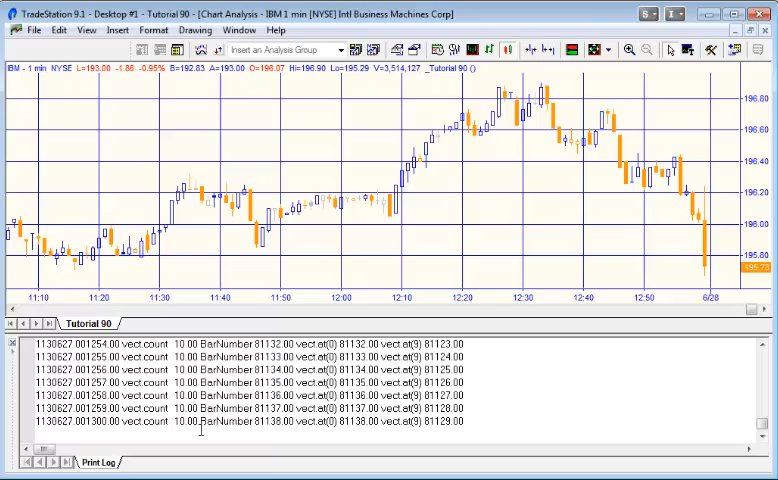 TradeStation 9.1 - Desktop #1 - Tutorial 90 - [Chart Analysis - IBM 1 min [NYSE] Intl Business Machines Corp]
S I
File Edit View Insert Format Drawing Window Help
Insert an Analysis Group
IBM - 1 min NYSE L=193.00 -1.86 -0.95% B=192.83 A=193.00 O=196.07 Hi=196.90 Lo=195.29 V=3,514,127 _Tutorial 90 ()
196.80
196.60
196.40
196.20
196.00
195.80
195.73
11:10 11:20 11:30 11:40 11:50 12:00 12:10 12:20 12:30 12:40 12:50 6/28
Tutorial 90
1130627.001254.00 vect.count 10.00 BarNumber 81132.00 vect.at(0) 81132.00 vect.at(9) 81123.00
1130627.001255.00 vect.count 10.00 BarNumber 81133.00 vect.at(0) 81133.00 vect.at(9) 81124.00
1130627.001256.00 vect.count 10.00 BarNumber 81134.00 vect.at(0) 81134.00 vect.at(9) 81125.00
1130627.001257.00 vect.count 10.00 BarNumber 81135.00 vect.at(0) 81135.00 vect.at(9) 81126.00
1130627.001258.00 vect.count 10.00 BarNumber 81136.00 vect.at(0) 81136.00 vect.at(9) 81127.00
1130627.001259.00 vect.count 10.00 BarNumber 81137.00 vect.at(0) 81137.00 vect.at(9) 81128.00
1130627.001300.00 vect.count 10.00 BarNumber 81138.00 vect.at(0) 81138.00 vect.at(9) 81129.00
Print Log